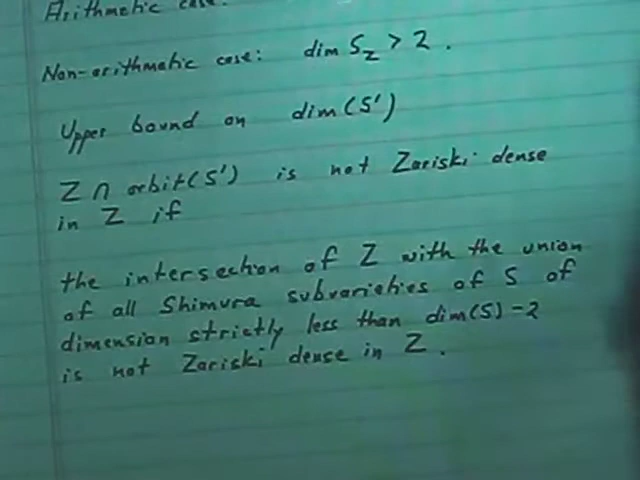 Arithmetic case:
Non-arithmetic case: dim S_Z > 2.
Upper bound on dim(S')
Z ∩ orbit(S') is not Zariski dense
in Z if
the intersection of Z with the union
of all Shimura subvarieties of S of
dimension strictly less than dim(S)-2
is not Zariski dense in Z.